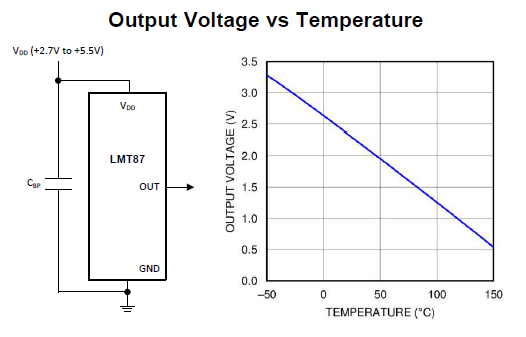 Output Voltage vs Temperature
VDD (+2.7V to +5.5V)
VDD
LMT87
CBP
OUT
GND
3.5
3.0
2.5
2.0
1.5
1.0
0.5
0.0
OUTPUT VOLTAGE (V)
–50 0 50 100 150
TEMPERATURE (°C)